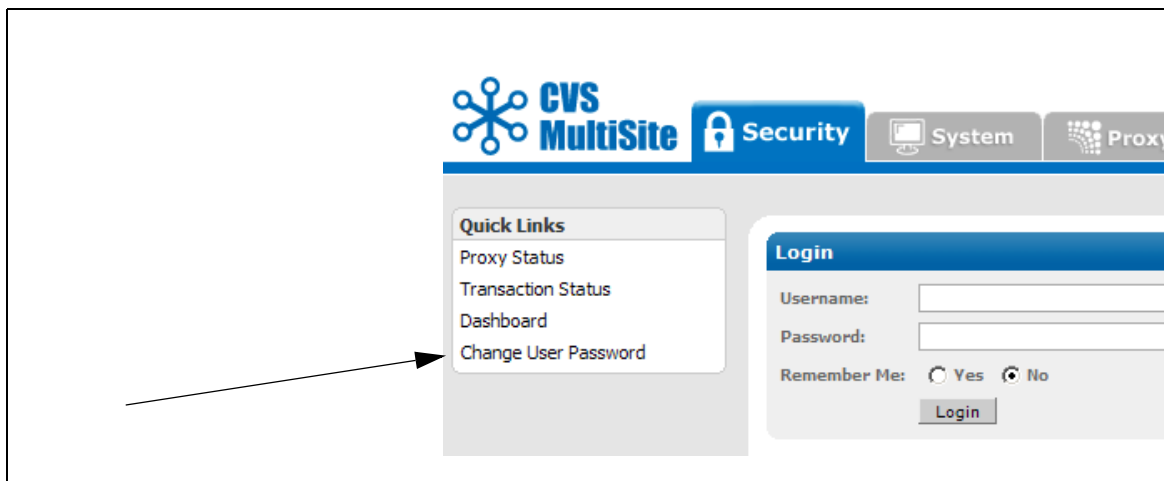 CVS
MultiSite
Security
System
Proxy
Quick Links
Proxy Status
Transaction Status
Dashboard
Change User Password
Login
Username:
Password:
Remember Me: Yes No
Login